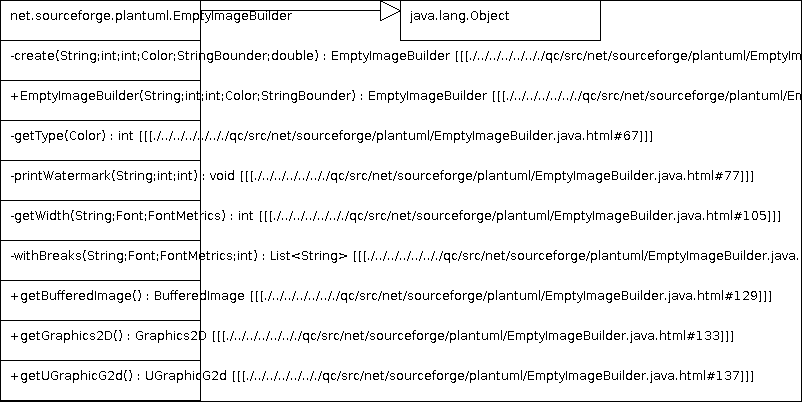 net.sourceforge.plantuml.EmptyImageBuilder
java.lang.Object
-create(String;int;int;Color;StringBounder;double) : EmptyImageBuilder [[[./../../../../../../qc/src/net/sourceforge/plantuml/EmptyIm
+EmptyImageBuilder(String;int;int;Color;StringBounder) : EmptyImageBuilder [[[./../../../../../../qc/src/net/sourceforge/plantuml/E
-getType(Color) : int [[[./../../../../../../qc/src/net/sourceforge/plantuml/EmptyImageBuilder.java.html#67]]]
-printWatermark(String;int;int) : void [[[./../../../../../../qc/src/net/sourceforge/plantuml/EmptyImageBuilder.java.html#77]]]
-getWidth(String;Font;FontMetrics) : int [[[./../../../../../../qc/src/net/sourceforge/plantuml/EmptyImageBuilder.java.html#105]]]
-withBreaks(String;Font;FontMetrics;int) : List<String> [[[./../../../../../../qc/src/net/sourceforge/plantuml/EmptyImageBuilder.java.
+getBufferedImage() : BufferedImage [[[./../../../../../../qc/src/net/sourceforge/plantuml/EmptyImageBuilder.java.html#129]]]
+getGraphics2D() : Graphics2D [[[./../../../../../../qc/src/net/sourceforge/plantuml/EmptyImageBuilder.java.html#133]]]
+getUGraphicG2d() : UGraphicG2d [[[./../../../../../../qc/src/net/sourceforge/plantuml/EmptyImageBuilder.java.html#137]]]